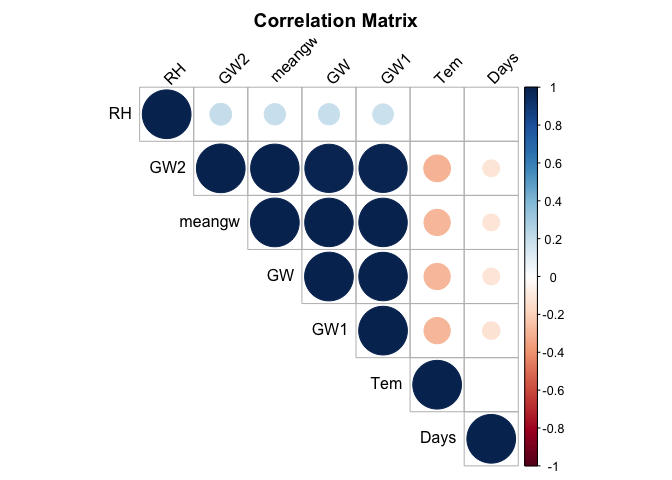 Correlation Matrix
RH
GW2
meangw
GW
GW1
Tem
Days
RH
GW2
meangw
GW
GW1
Tem
Days
1
0.8
0.6
0.4
0.2
0
-0.2
-0.4
-0.6
-0.8
-1